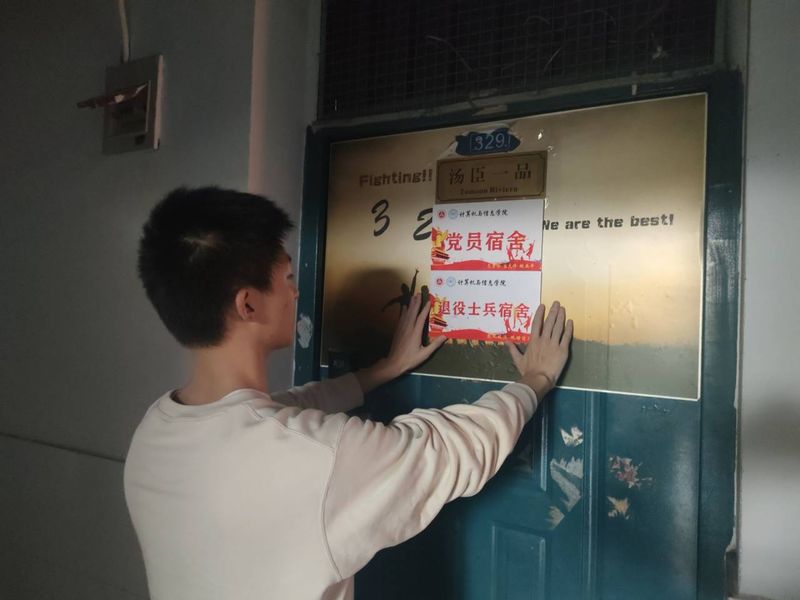 329
Fighting!!
汤臣一品
Tomson Riviera
3 2
We are the best!
计算机与信息学院
党员宿舍
计算机与信息学院
退役士兵宿舍